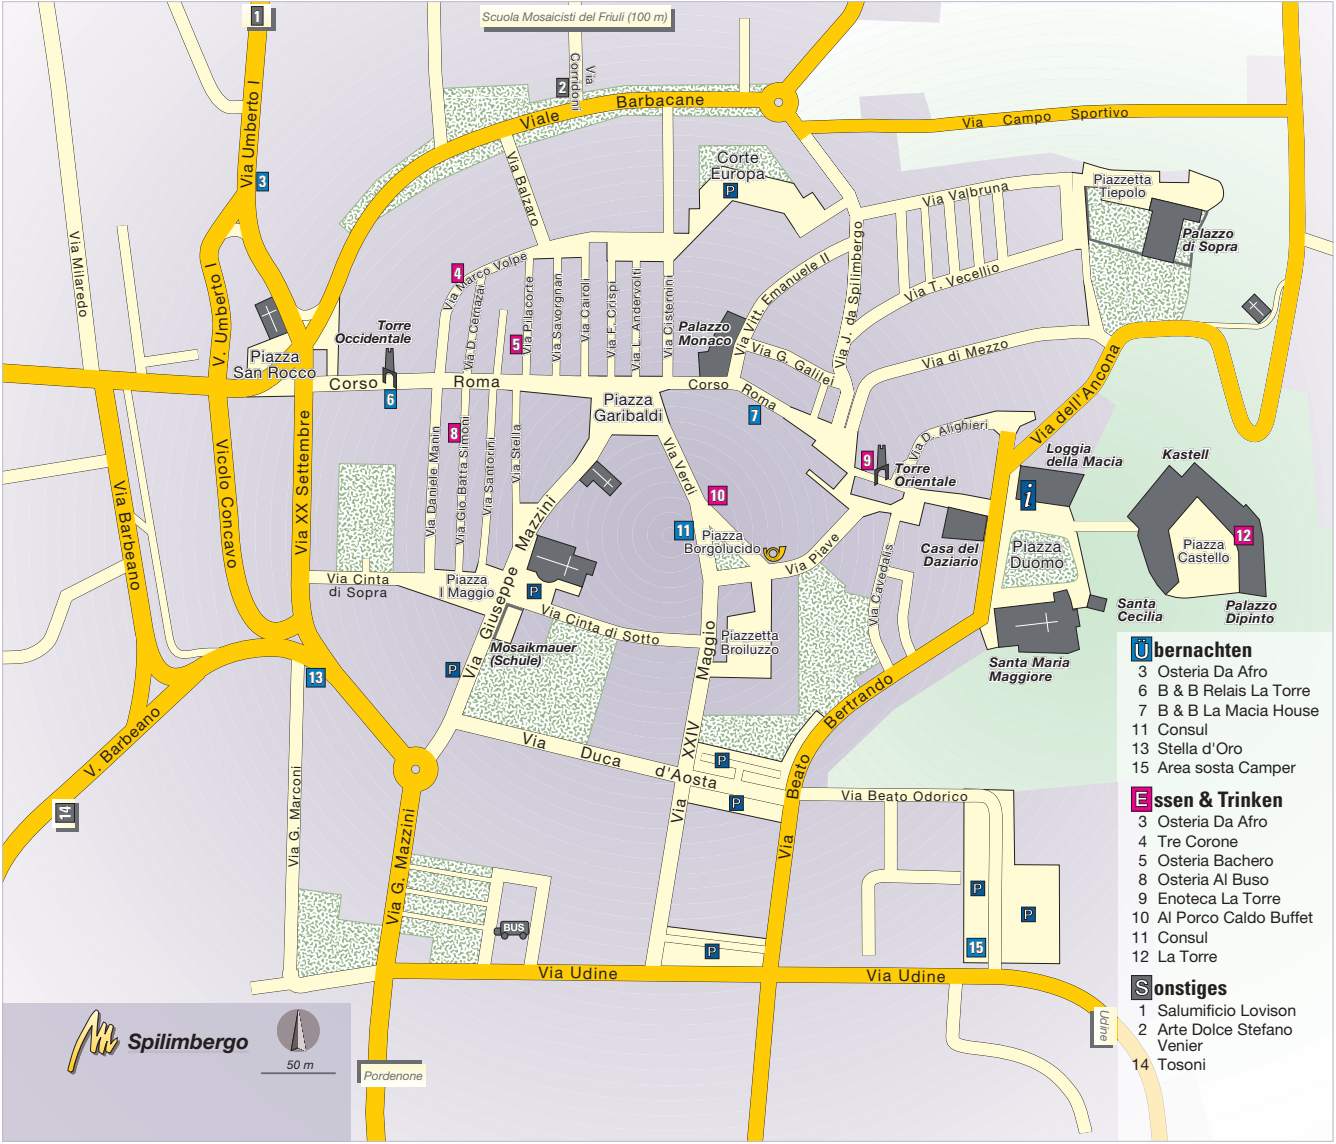 1
Scuola Mosaicisti del Friuli (100 m)
Via
Corridoni
2
Viale Barbacane
Via Campo Sportivo
Via Umberto I
3
Via Balzaro
Corte
Europa
P
Piazzetta
Tiepolo
Via Valbruna
Palazzo
di Sopra
Via Milaredo
V. Umberto I
4
Via Marco Volpe
Via D. Cernazai
5
Via Pilacorte
Via Savorgnan
Via Cairoli
Via F. Crispi
Via L. Andervolti
Via Cisternini
Palazzo
Monaco
Via Vitt. Emanuele II
Via J. da Spilimbergo
Via T. Vecellio
Via G. Galilei
Via di Mezzo
Via dell'Ancona
Torre
Occidentale
Piazza
San Rocco
Corso Roma
6
Corso Roma
7
Piazza
Garibaldi
8
Via Daniele Manin
Via Gio. Batta Simoni
Via Santorini
Via Stella
Via Verdi
9
Torre
Orientale
Via D. Alighieri
Loggia
della Macia
i
Kastell
Vicolo Concavo
Via XX Settembre
Via Barbeano
10
11
Piazza
Borgolucido
Via Piave
Casa del
Daziario
Piazza
Duomo
Piazza
Castello
12
Via Cinta
di Sopra
Piazza
I Maggio
P
Via Giuseppe Mazzini
Via Cinta di Sotto
Via Cavedalis
Santa
Cecilia
Palazzo
Dipinto
Mosaikmauer
(Schule)
P
Piazzetta
Broiluzzo
Santa Maria
Maggiore
13
V. Barbeano
14
Via XXIV Maggio
Via Duca d'Aosta
P
P
Via Beato Bertrando
Via Beato Odorico
Via G. Marconi
Via G. Mazzini
BUS
P
P
P
15
Via Udine
Via Udine
Udine
Pordenone
Spilimbergo
50 m
Übernachten
3 Osteria Da Afro
6 B & B Relais La Torre
7 B & B La Macia House
11 Consul
13 Stella d'Oro
15 Area sosta Camper
Essen & Trinken
3 Osteria Da Afro
4 Tre Corone
5 Osteria Bachero
8 Osteria Al Buso
9 Enoteca La Torre
10 Al Porco Caldo Buffet
11 Consul
12 La Torre
Sonstiges
1 Salumificio Lovison
2 Arte Dolce Stefano
Venier
14 Tosoni